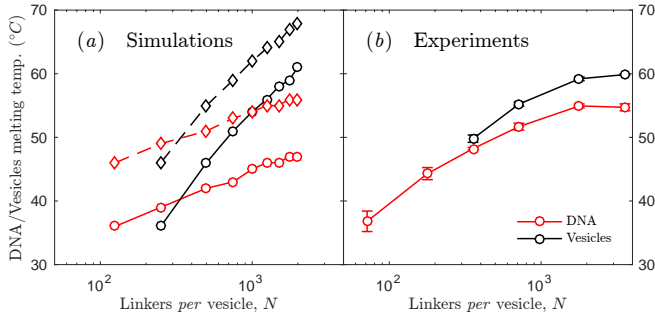 (a) Simulations
(b) Experiments
DNA/Vesicles melting temp. (°C)
70
60
50
40
30
70
60
50
40
30
DNA
Vesicles
10² 10³ 10² 10³
Linkers per vesicle, N
Linkers per vesicle, N